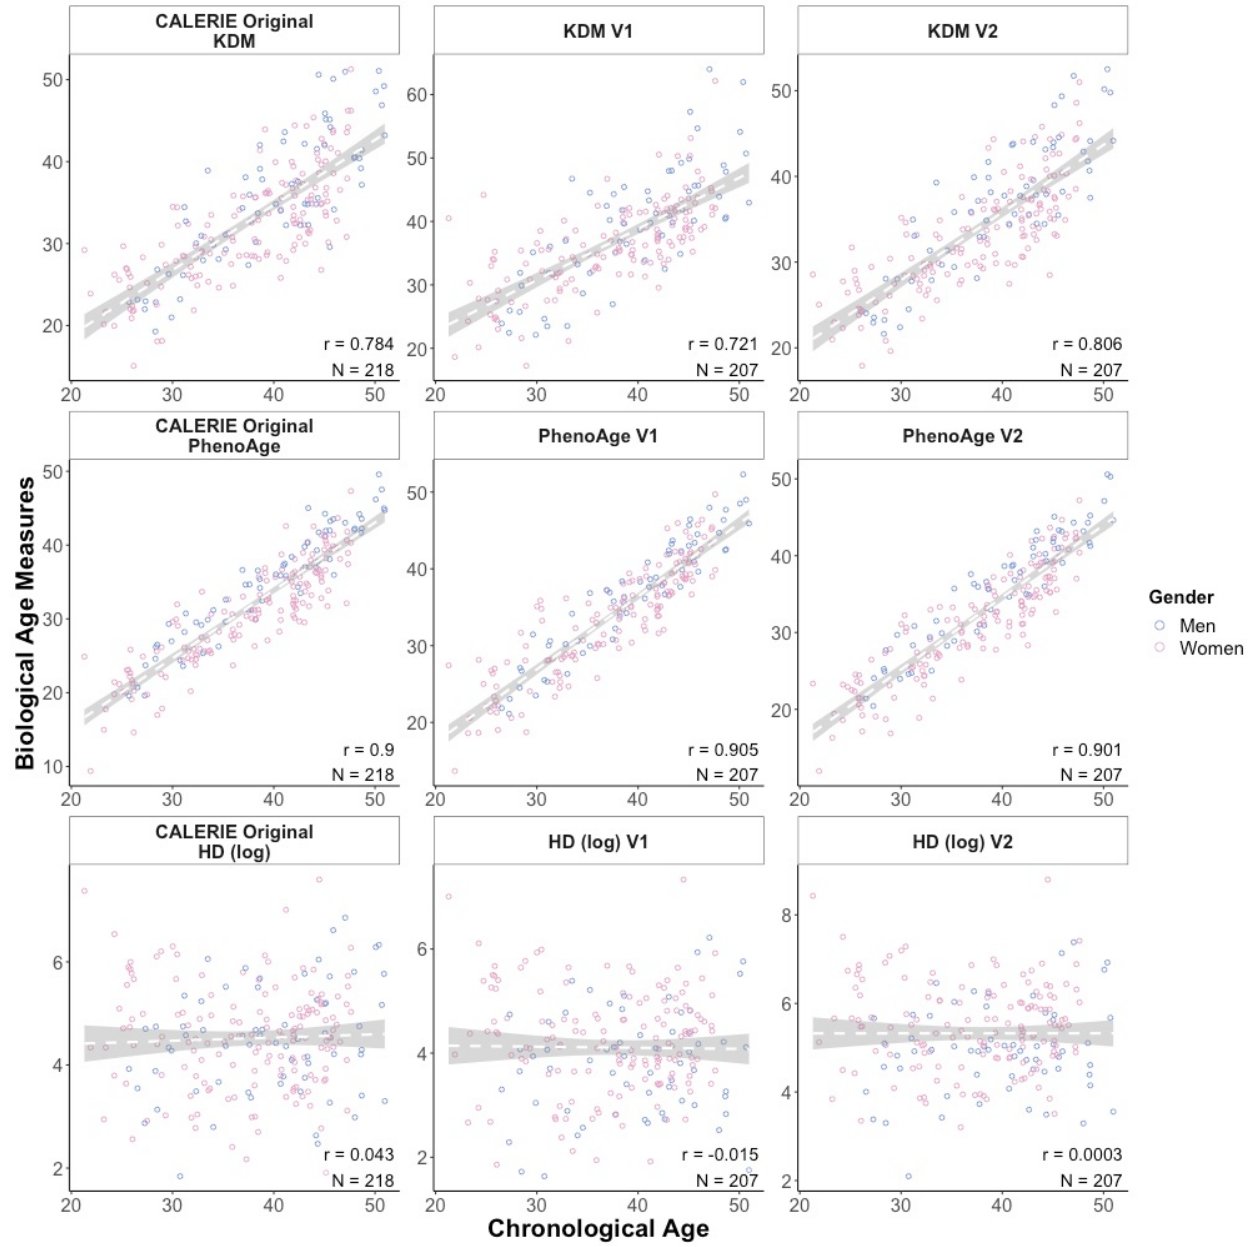 CALERIE Original
KDM
KDM V1
KDM V2
50
40
30
20
r = 0.784
N = 218
20 30 40 50
60
50
40
30
20
r = 0.721
N = 207
20 30 40 50
50
40
30
20
r = 0.806
N = 207
20 30 40 50
Biological Age Measures
CALERIE Original
PhenoAge
PhenoAge V1
PhenoAge V2
50
40
30
20
10
r = 0.9
N = 218
20 30 40 50
50
40
30
20
r = 0.905
N = 207
20 30 40 50
50
40
30
20
r = 0.901
N = 207
20 30 40 50
Gender
Men
Women
CALERIE Original
HD (log)
HD (log) V1
HD (log) V2
6
4
2
r = 0.043
N = 218
20 30 40 50
6
4
2
r = -0.015
N = 207
20 30 40 50
8
6
4
2
r = 0.0003
N = 207
20 30 40 50
Chronological Age